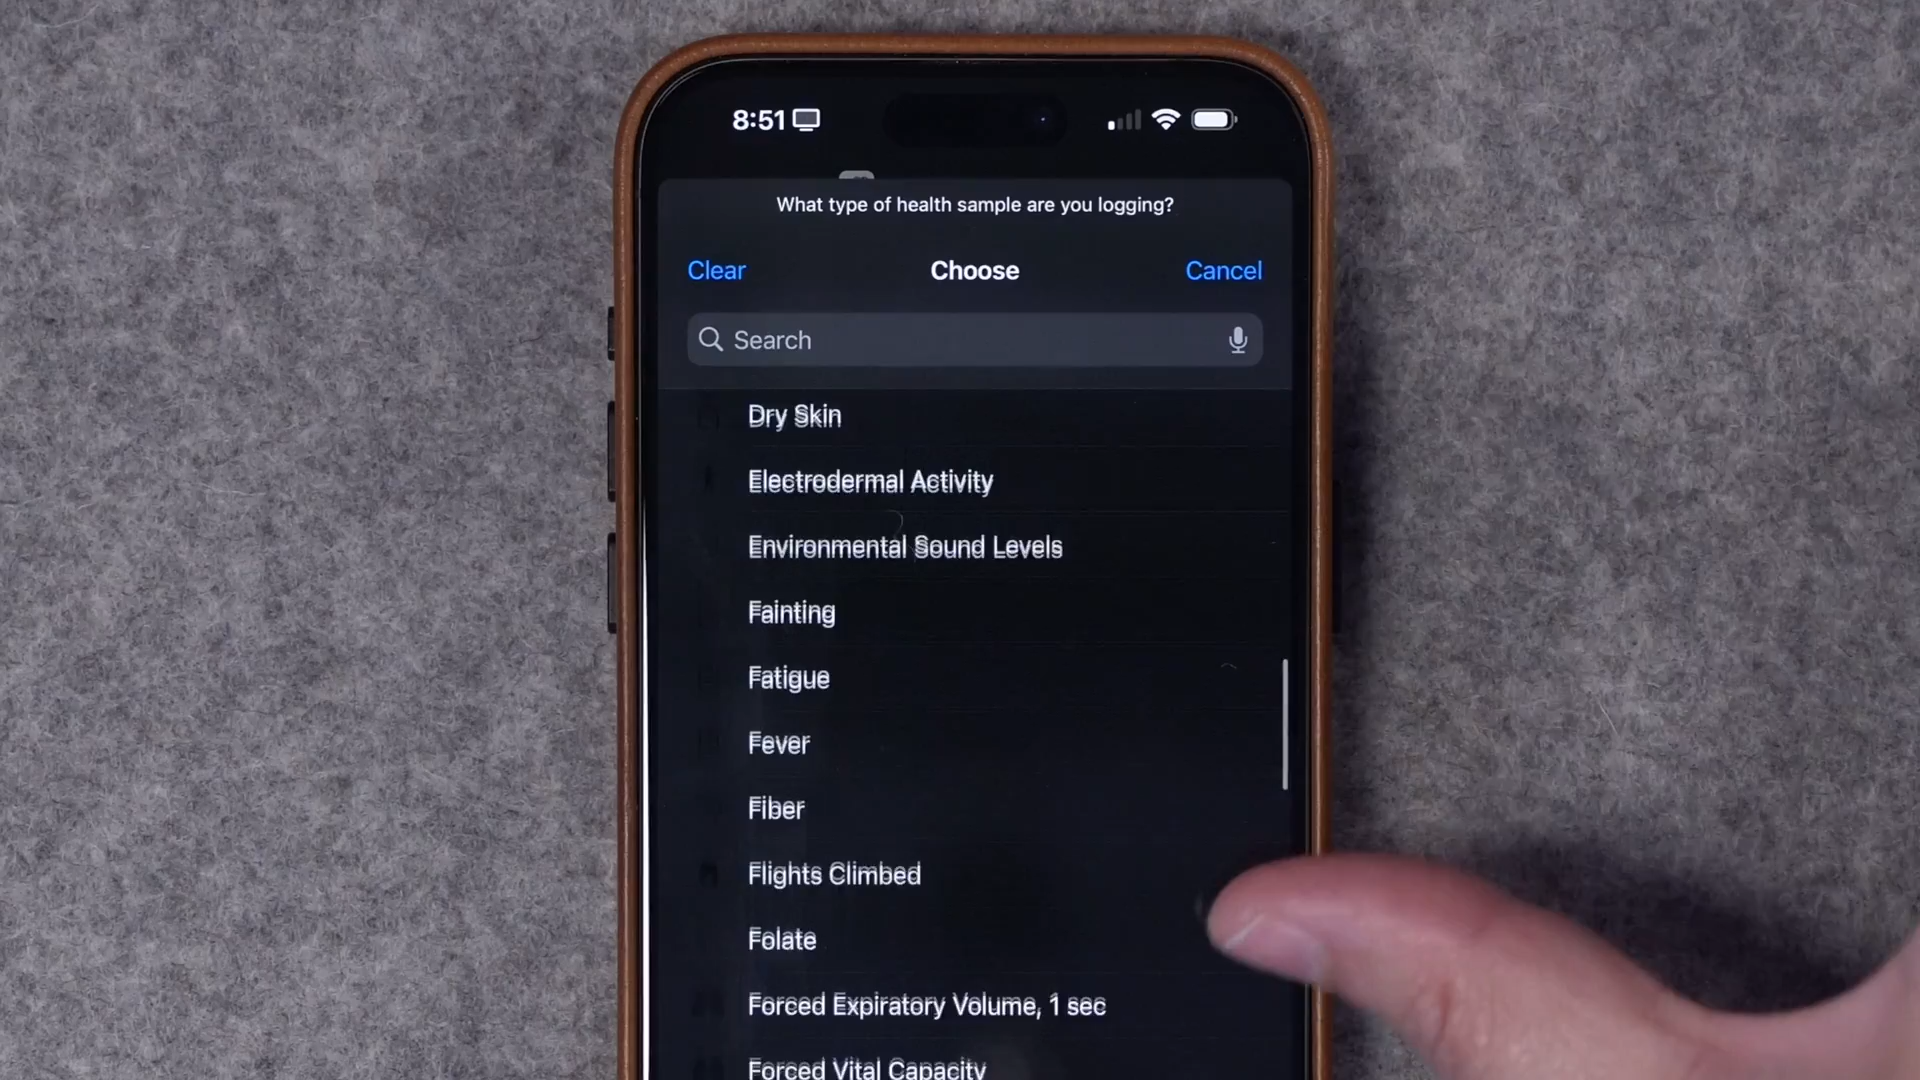 8:51
What type of health sample are you logging?
Clear Choose Cancel
Search
Dry Skin
Electrodermal Activity
Environmental Sound Levels
Fainting
Fatigue
Fever
Fiber
Flights Climbed
Folate
Forced Expiratory Volume, 1 sec
Forced Vital Capacity